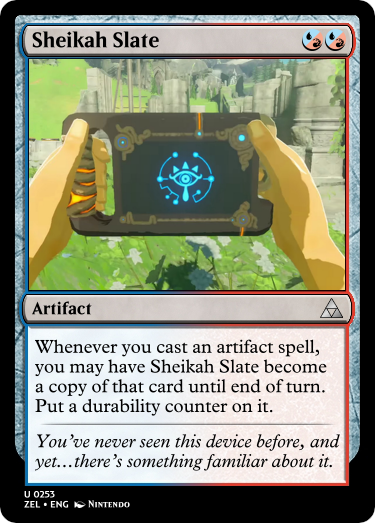 Sheikah Slate
Artifact
Whenever you cast an artifact spell,
you may have Sheikah Slate become
a copy of that card until end of turn.
Put a durability counter on it.
You've never seen this device before, and
yet…there's something familiar about it.
U 0253
ZEL • ENG Nintendo